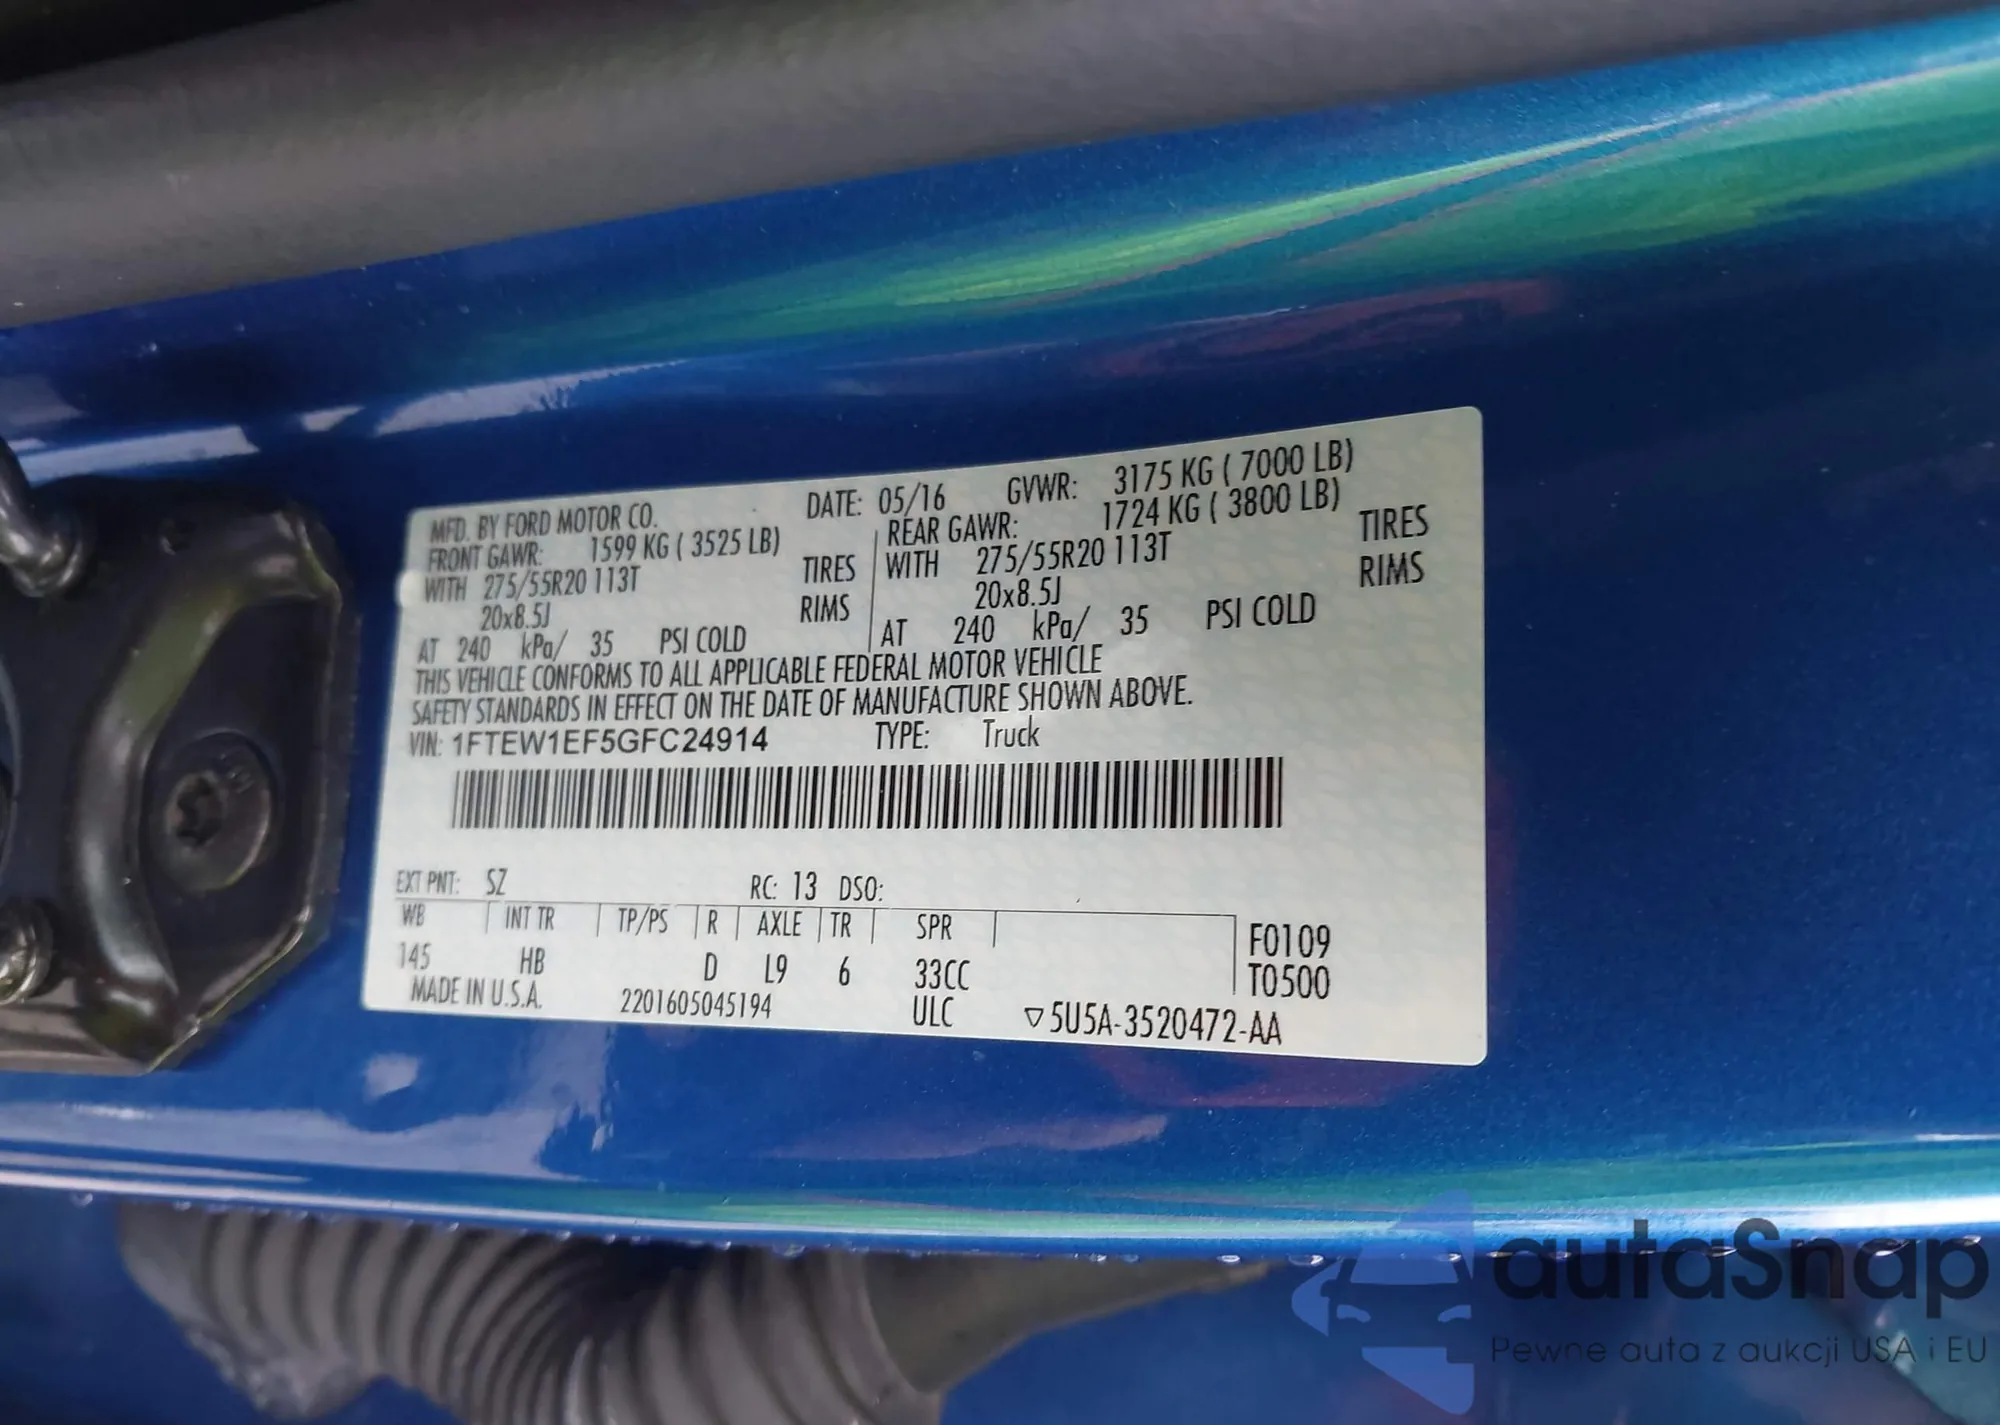 MFD. BY FORD MOTOR CO. DATE: 05/16 GVWR: 3175 KG ( 7000 LB)
FRONT GAWR: 1599 KG ( 3525 LB) REAR GAWR: 1724 KG ( 3800 LB)
WITH 275/55R20 113T TIRES WITH 275/55R20 113T TIRES
20x8.5J RIMS 20x8.5J RIMS
AT 240 kPa/ 35 PSI COLD AT 240 kPa/ 35 PSI COLD
THIS VEHICLE CONFORMS TO ALL APPLICABLE FEDERAL MOTOR VEHICLE
SAFETY STANDARDS IN EFFECT ON THE DATE OF MANUFACTURE SHOWN ABOVE.
VIN: 1FTEW1EF5GFC24914 TYPE: Truck
EXT PNT: SZ RC: 13 DSO:
WB INT TR TP/PS R AXLE TR SPR F0109
145 HB D L9 6 33CC T0500
MADE IN U.S.A. 2201605045194 ULC ▽5U5A-3520472-AA
autaSnap
Pewne auta z aukcji USA i EU